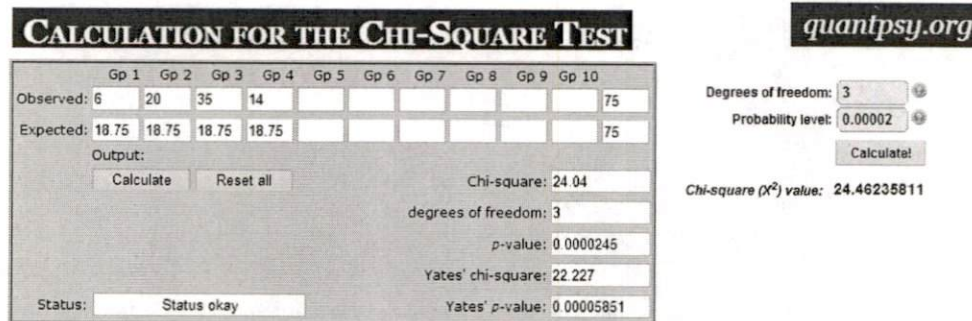 CALCULATION FOR THE CHI-SQUARE TEST
quantpsy.org
Gp 1 Gp 2 Gp 3 Gp 4 Gp 5 Gp 6 Gp 7 Gp 8 Gp 9 Gp 10
Observed: 6 20 35 14 75
Expected: 18.75 18.75 18.75 18.75 75
Output:
Calculate Reset all
Chi-square: 24.04
degrees of freedom: 3
p-value: 0.0000245
Yates' chi-square: 22.227
Status: Status okay
Yates' p-value: 0.00005851
Degrees of freedom: 3
Probability level: 0.00002
Calculate!
Chi-square (X²) value: 24.46235811